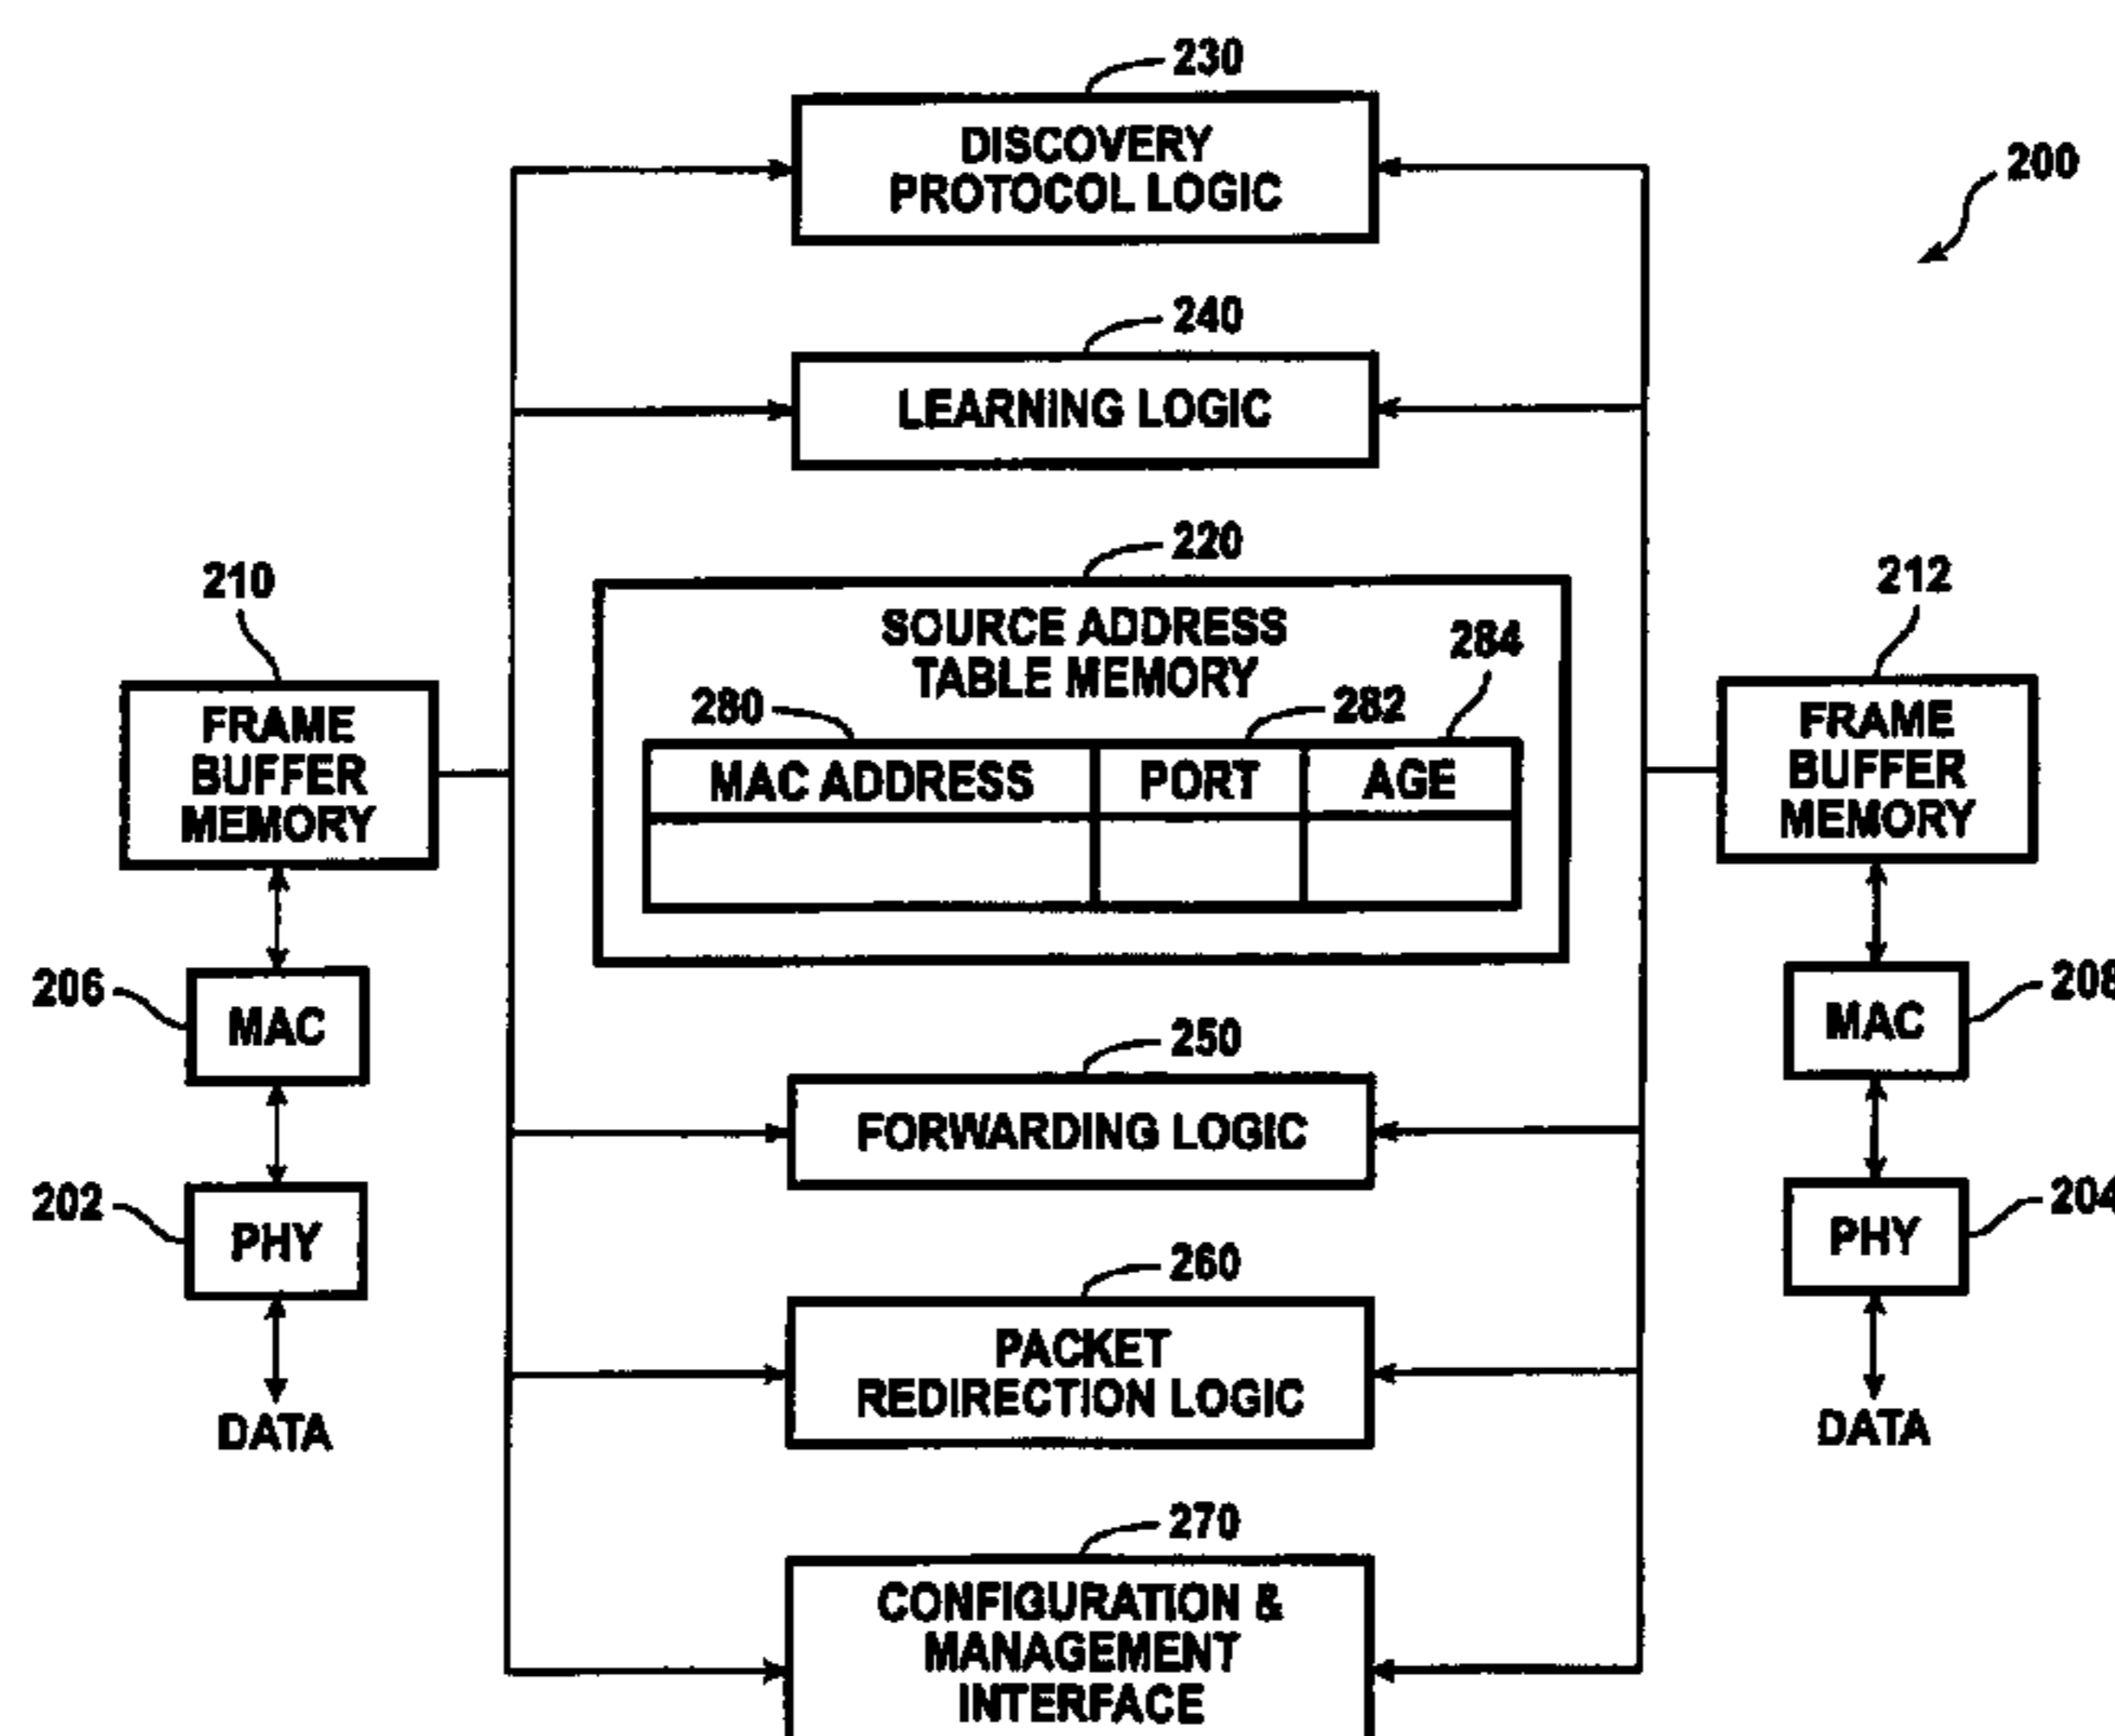 230
DISCOVERY
PROTOCOL LOGIC
200
240
LEARNING LOGIC
220
210
212
SOURCE ADDRESS
TABLE MEMORY
284
280
282
FRAME
BUFFER
MEMORY
MAC ADDRESS PORT AGE
FRAME
BUFFER
MEMORY
206
MAC
208
MAC
250
FORWARDING LOGIC
202
PHY
204
PHY
260
PACKET
REDIRECTION LOGIC
DATA
DATA
270
CONFIGURATION &
MANAGEMENT
INTERFACE